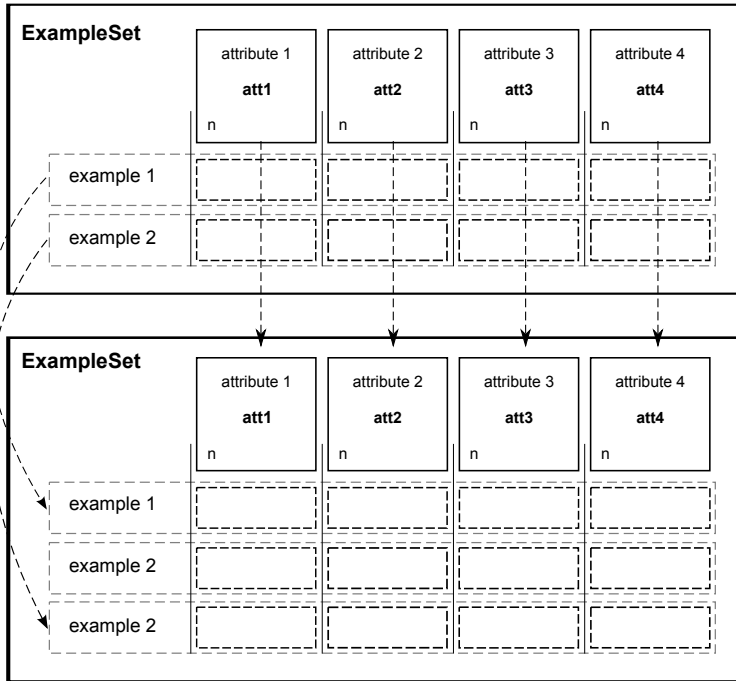 ExampleSet
attribute 1 attribute 2 attribute 3 attribute 4
att1 att2 att3 att4
n n n n
example 1
example 2
ExampleSet
attribute 1 attribute 2 attribute 3 attribute 4
att1 att2 att3 att4
n n n n
example 1
example 2
example 2